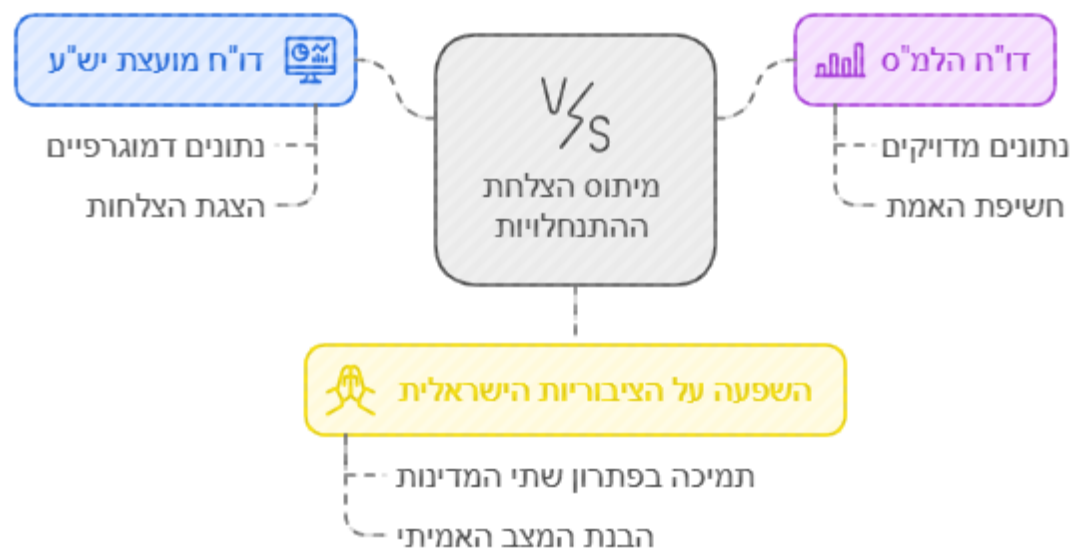 דו"ח הלמ"ס
נתונים מדויקים
חשיפת האמת
V/S
מיתוס הצלחת
ההתנחלויות
דו"ח מועצת יש"ע
נתונים דמוגרפיים
הצגת הצלחות
השפעה על הציבוריות הישראלית
תמיכה בפתרון שתי המדינות
הבנת המצב האמיתי